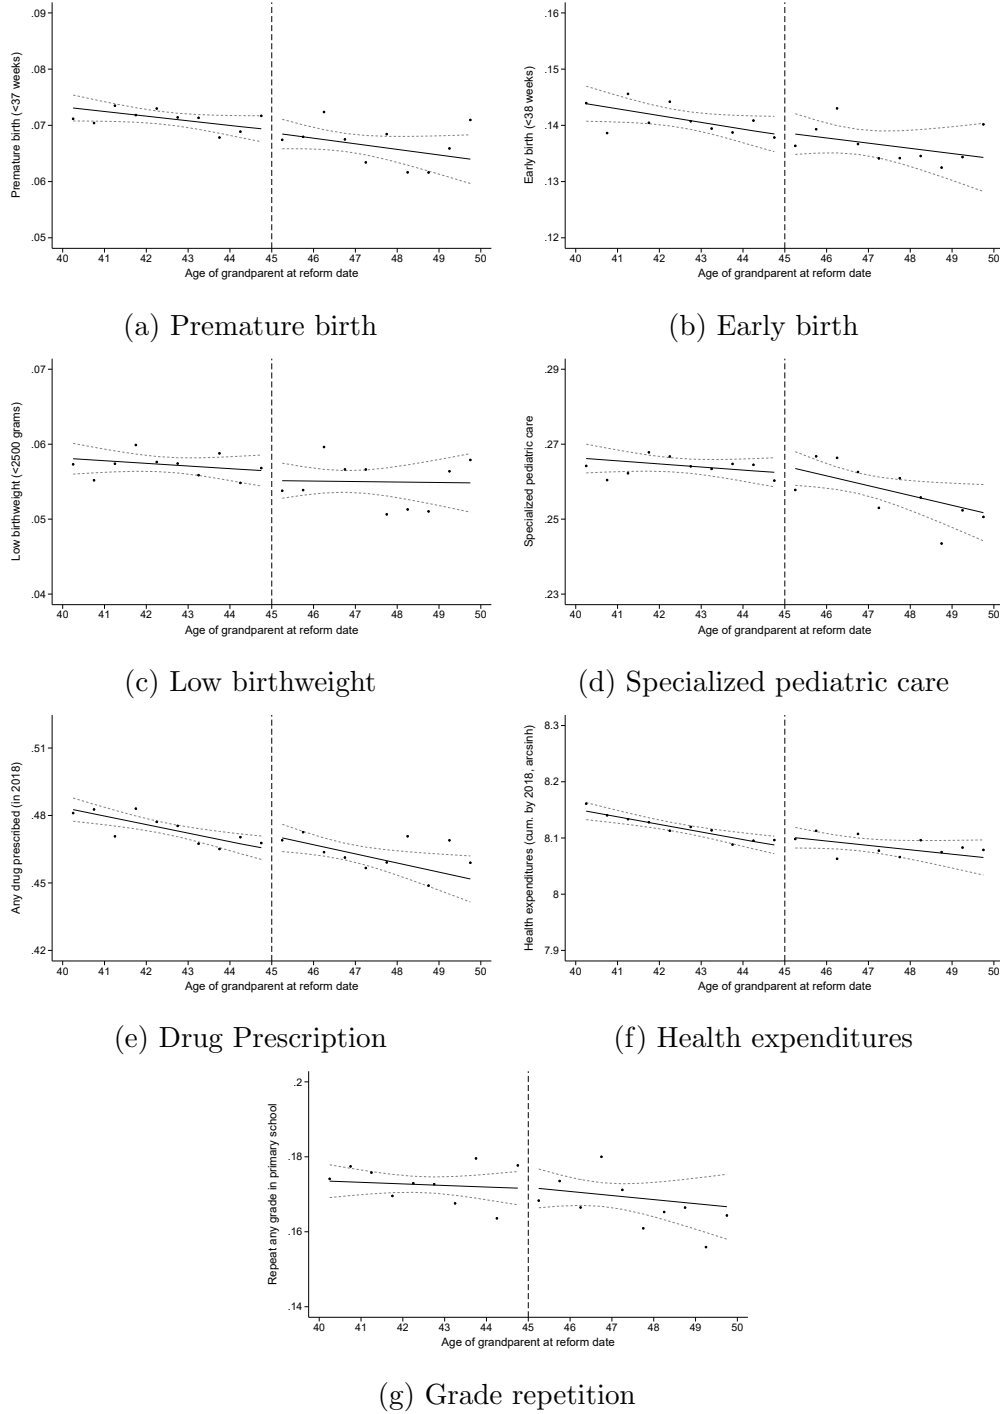 .09
.08
.07
.06
.05
Premature birth (<37 weeks)
40 41 42 43 44 45 46 47 48 49 50
Age of grandparent at reform date
(a) Premature birth
.16
.15
.14
.13
.12
Early birth (<38 weeks)
40 41 42 43 44 45 46 47 48 49 50
Age of grandparent at reform date
(b) Early birth
.07
.06
.05
.04
Low birthweight (<2500 grams)
40 41 42 43 44 45 46 47 48 49 50
Age of grandparent at reform date
(c) Low birthweight
.29
.27
.25
.23
Specialized pediatric care
40 41 42 43 44 45 46 47 48 49 50
Age of grandparent at reform date
(d) Specialized pediatric care
.51
.48
.45
.42
Any drug prescribed (in 2018)
40 41 42 43 44 45 46 47 48 49 50
Age of grandparent at reform date
(e) Drug Prescription
8.3
8.2
8.1
8
7.9
Health expenditures (cum. by 2018, arcsinh)
40 41 42 43 44 45 46 47 48 49 50
Age of grandparent at reform date
(f) Health expenditures
.2
.18
.16
.14
Repeat any grade in primary school
40 41 42 43 44 45 46 47 48 49 50
Age of grandparent at reform date
(g) Grade repetition